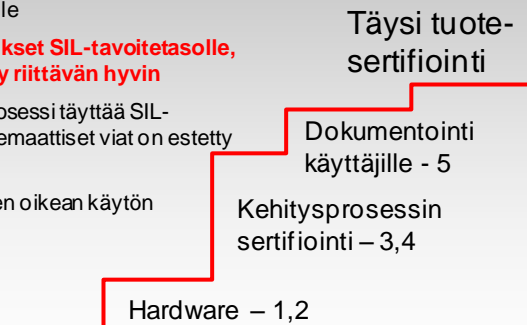 lle
kset SIL-tavoitetasolle,
y riittävän hyvin
osessi täyttää SIL-
emaattiset viat on estetty
en oikean käytön
Täysi tuote-
sertifiointi
Dokumentointi
käyttäjille - 5
Kehitysprosessin
sertifiointi – 3,4
Hardware – 1,2